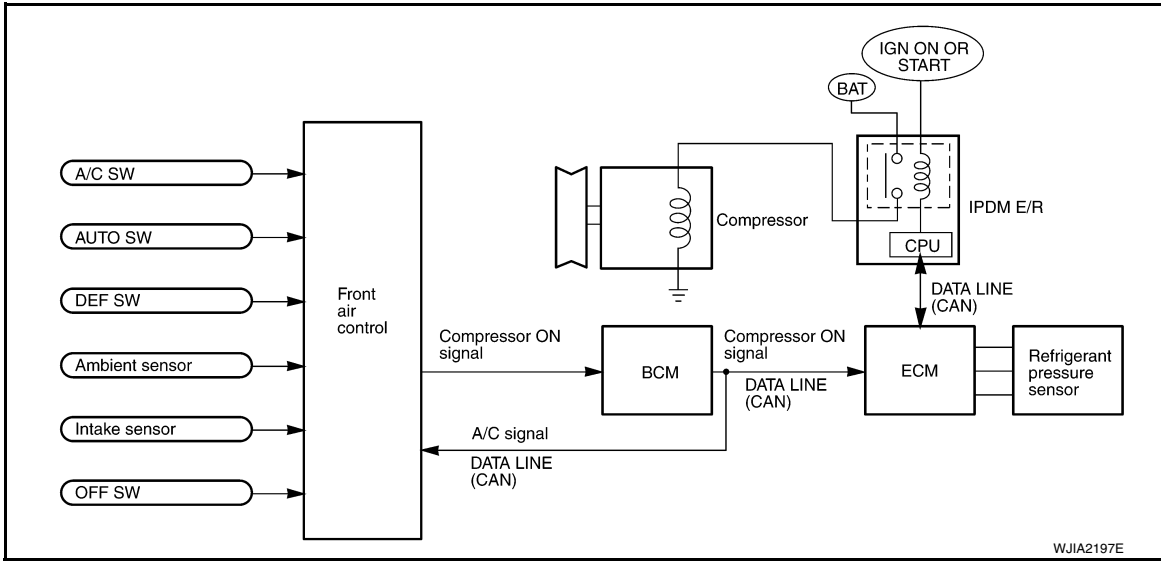 IGN ON OR
START
BAT
A/C SW
AUTO SW
DEF SW
Ambient sensor
Intake sensor
OFF SW
Front
air
control
Compressor
IPDM E/R
CPU
DATA LINE
(CAN)
Compressor ON
signal
BCM
Compressor ON
signal
DATA LINE
(CAN)
ECM
Refrigerant
pressure
sensor
A/C signal
DATA LINE
(CAN)
WJIA2197E